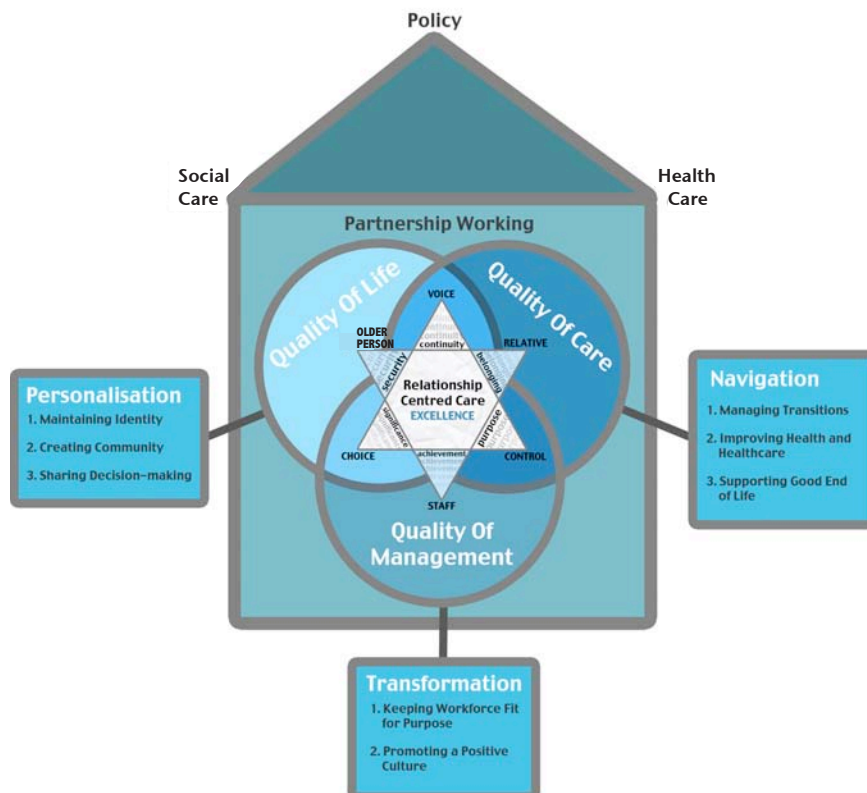 Policy
Social
Care
Health
Care
Partnership Working
Quality Of Life
Quality Of Care
VOICE
OLDER
PERSON
RELATIVE
continuity
security
belonging
Relationship
Centred Care
EXCELLENCE
significance
purpose
achievement
CHOICE
CONTROL
STAFF
Quality Of
Management
Personalisation
1. Maintaining Identity
2. Creating Community
3. Sharing Decision-making
Navigation
1. Managing Transitions
2. Improving Health and
Healthcare
3. Supporting Good End
of Life
Transformation
1. Keeping Workforce Fit
for Purpose
2. Promoting a Positive
Culture